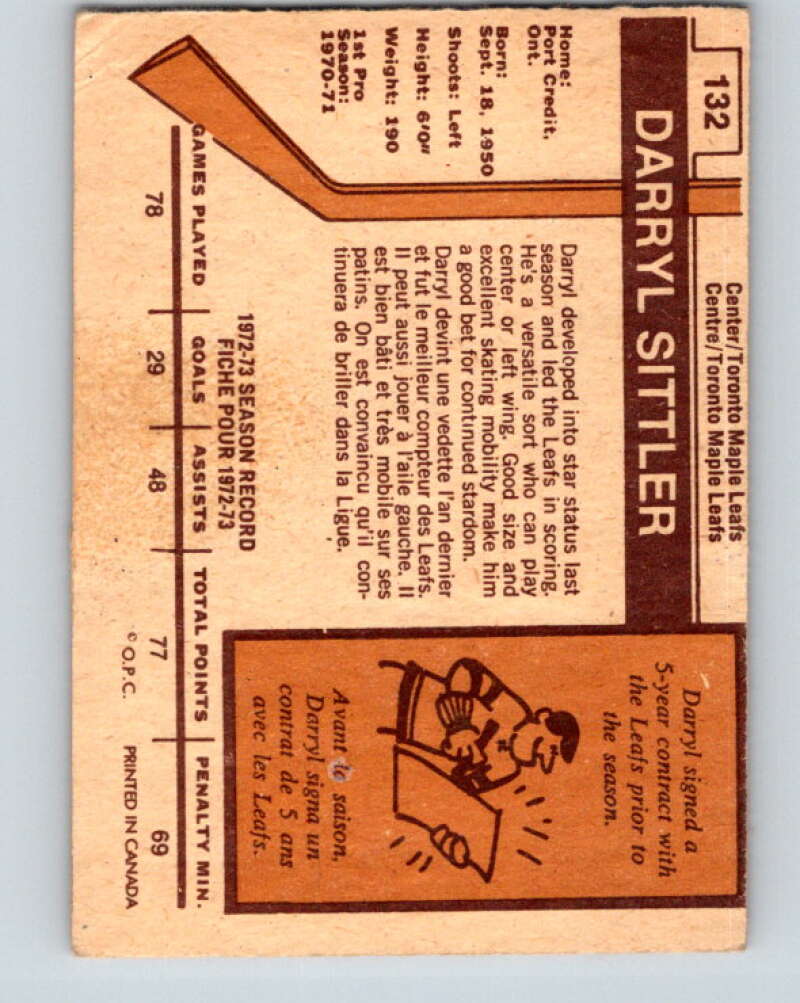 132
Center/Toronto Maple Leafs
Centre/Toronto Maple Leafs
DARRYL SITTLER
Home:
Port Credit,
Ont.
Born:
Sept. 18, 1950
Shoots: Left
Height: 6'0"
Weight: 190
1st Pro
Season:
1970-71
Darryl developed into star status last
season and led the Leafs in scoring.
He's a versatile sort who can play
center or left wing. Good size and
excellent skating mobility make him
a good bet for continued stardom.
Darryl devint une vedette l'an dernier
et fut le meilleur compteur des Leafs.
Il peut aussi jouer à l'aile gauche. Il
est bien bâti et très mobile sur ses
patins. On est convaincu qu'il con-
tinuera de briller dans la Ligue.
Darryl signed a
5-year contract with
the Leafs prior to
the season.
Avant la saison,
Darryl signa un
contrat de 5 ans
avec les Leafs.
1972-73 SEASON RECORD
FICHE POUR 1972-73
GAMES PLAYED GOALS ASSISTS TOTAL POINTS PENALTY MIN.
78 29 48 77 69
© O.P.C. PRINTED IN CANADA